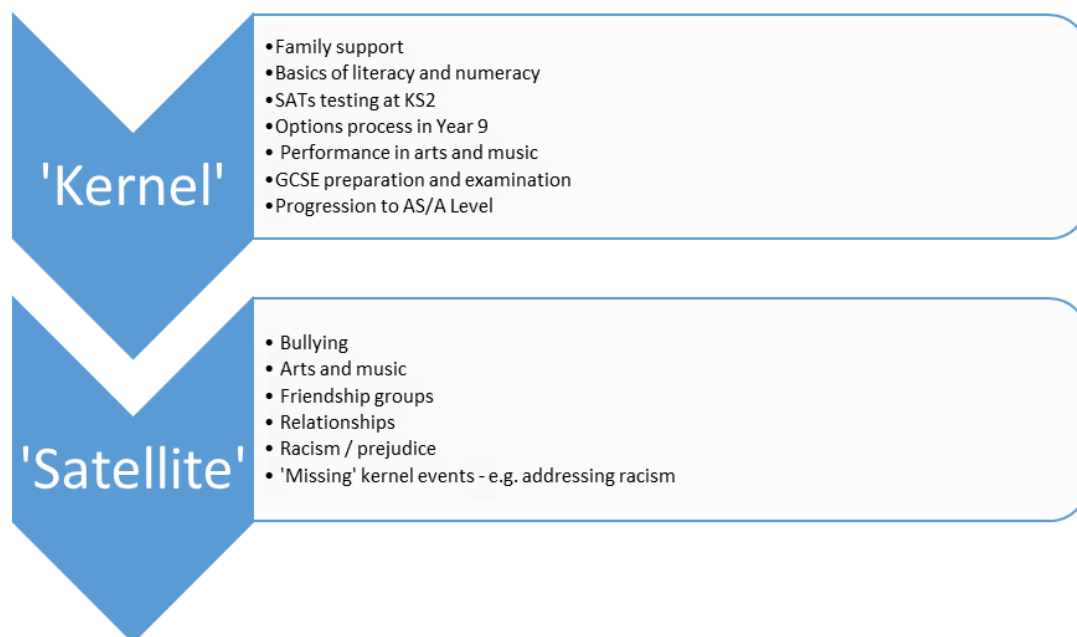 'Kernel'
•Family support
•Basics of literacy and numeracy
•SATs testing at KS2
•Options process in Year 9
• Performance in arts and music
•GCSE preparation and examination
•Progression to AS/A Level
'Satellite'
• Bullying
• Arts and music
• Friendship groups
• Relationships
• Racism / prejudice
• 'Missing' kernel events - e.g. addressing racism